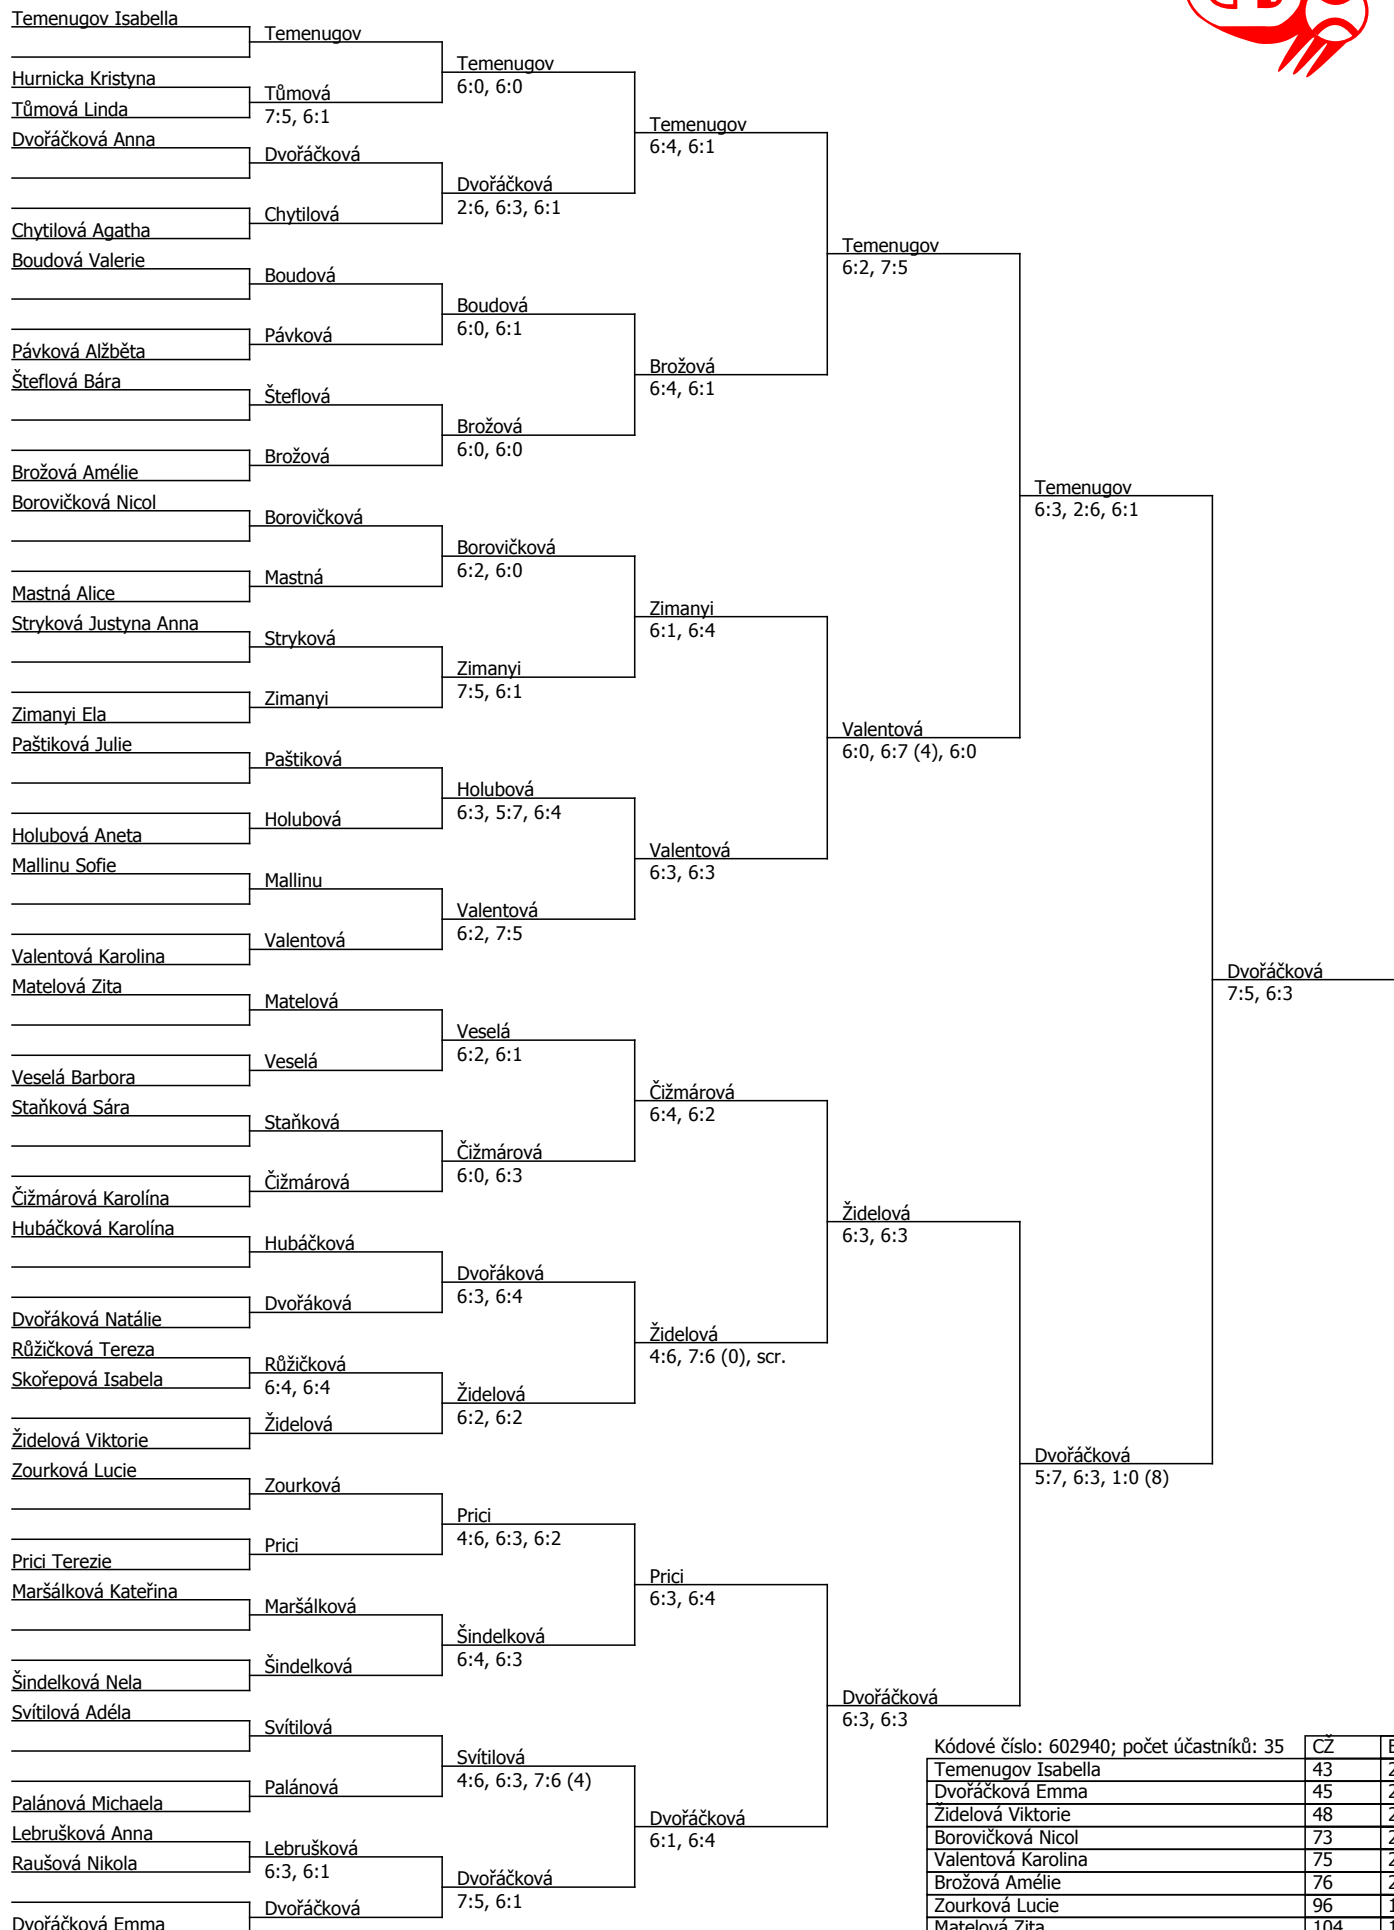 Temenugov Isabella
Hurnicka Kristyna
Tůmová Linda
Dvořáčková Anna
Chytilová Agatha
Boudová Valerie
Pávková Alžběta
Šteflová Bára
Brožová Amélie
Borovičková Nicol
Mastná Alice
Stryková Justyna Anna
Zimanyi Ela
Paštiková Julie
Holubová Aneta
Mallinu Sofie
Valentová Karolina
Matelová Zita
Veselá Barbora
Staňková Sára
Čižmárová Karolína
Hubáčková Karolína
Dvořáková Natálie
Růžičková Tereza
Skořepová Isabela
Židelová Viktorie
Zourková Lucie
Prici Terezie
Maršálková Kateřina
Šindelková Nela
Svítilová Adéla
Palánová Michaela
Lebrušková Anna
Raušová Nikola
Dvořáčková Emma
Temenugov
Tůmová
7:5, 6:1
Dvořáčková
Chytilová
Boudová
Pávková
Šteflová
Brožová
Borovičková
Mastná
Stryková
Zimanyi
Paštiková
Holubová
Mallinu
Valentová
Matelová
Veselá
Staňková
Čižmárová
Hubáčková
Dvořáková
Růžičková
6:4, 6:4
Židelová
Zourková
Prici
Maršálková
Šindelková
Svítilová
Palánová
Lebrušková
6:3, 6:1
Dvořáčková
Temenugov
6:0, 6:0
Dvořáčková
2:6, 6:3, 6:1
Boudová
6:0, 6:1
Brožová
6:0, 6:0
Borovičková
6:2, 6:0
Zimanyi
7:5, 6:1
Holubová
6:3, 5:7, 6:4
Valentová
6:2, 7:5
Veselá
6:2, 6:1
Čižmárová
6:0, 6:3
Dvořáková
6:3, 6:4
Židelová
6:2, 6:2
Prici
4:6, 6:3, 6:2
Šindelková
6:4, 6:3
Svítilová
4:6, 6:3, 7:6 (4)
Dvořáčková
7:5, 6:1
Temenugov
6:4, 6:1
Brožová
6:4, 6:1
Zimanyi
6:1, 6:4
Valentová
6:3, 6:3
Čižmárová
6:4, 6:2
Židelová
4:6, 7:6 (0), scr.
Prici
6:3, 6:4
Dvořáčková
6:1, 6:4
Temenugov
6:2, 7:5
Valentová
6:0, 6:7 (4), 6:0
Židelová
6:3, 6:3
Dvořáčková
6:3, 6:3
Temenugov
6:3, 2:6, 6:1
Dvořáčková
5:7, 6:3, 1:0 (8)
Dvořáčková
7:5, 6:3
Kódové číslo: 602940; počet účastníků: 35 CŽ
Temenugov Isabella 43 2
Dvořáčková Emma 45 2
Židelová Viktorie 48 2
Borovičková Nicol 73 2
Valentová Karolina 75 2
Brožová Amélie 76 2
Zourková Lucie 96 1
Matelová Zita 104 1